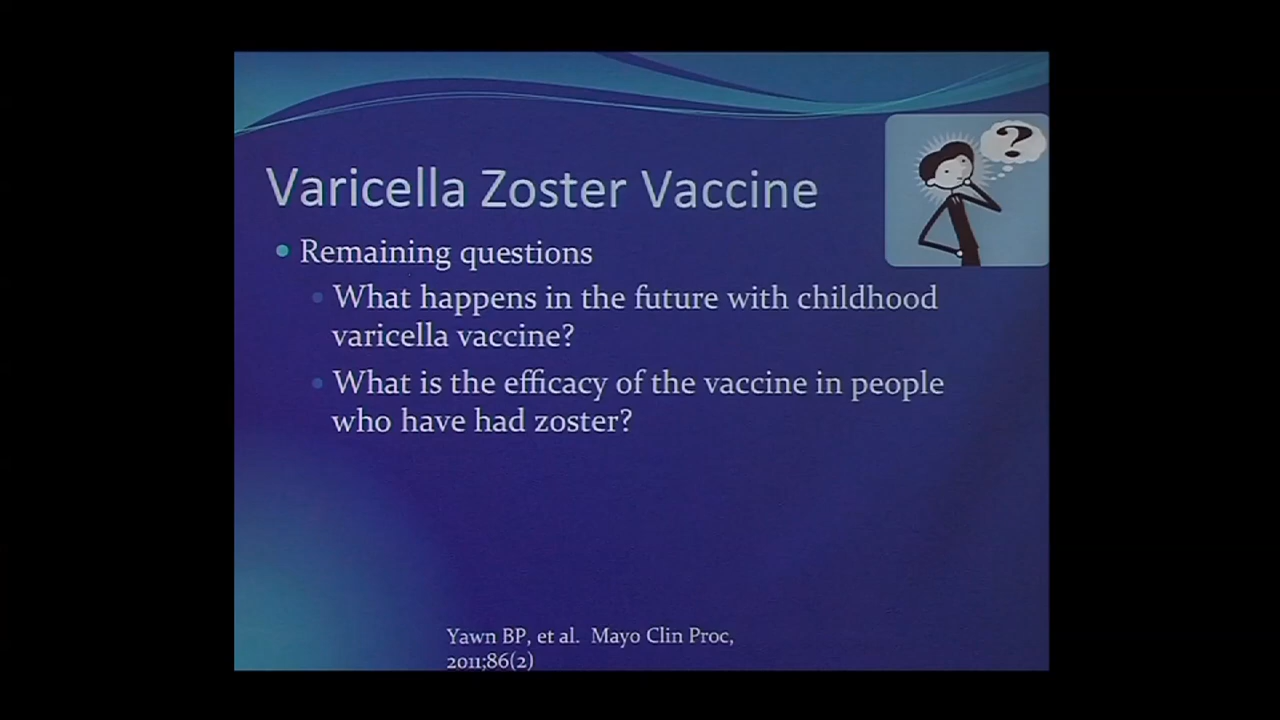 ?
Varicella Zoster Vaccine
Remaining questions
What happens in the future with childhood
varicella vaccine?
What is the efficacy of the vaccine in people
who have had zoster?
Yawn BP, et al. Mayo Clin Proc,
2011;86(2)